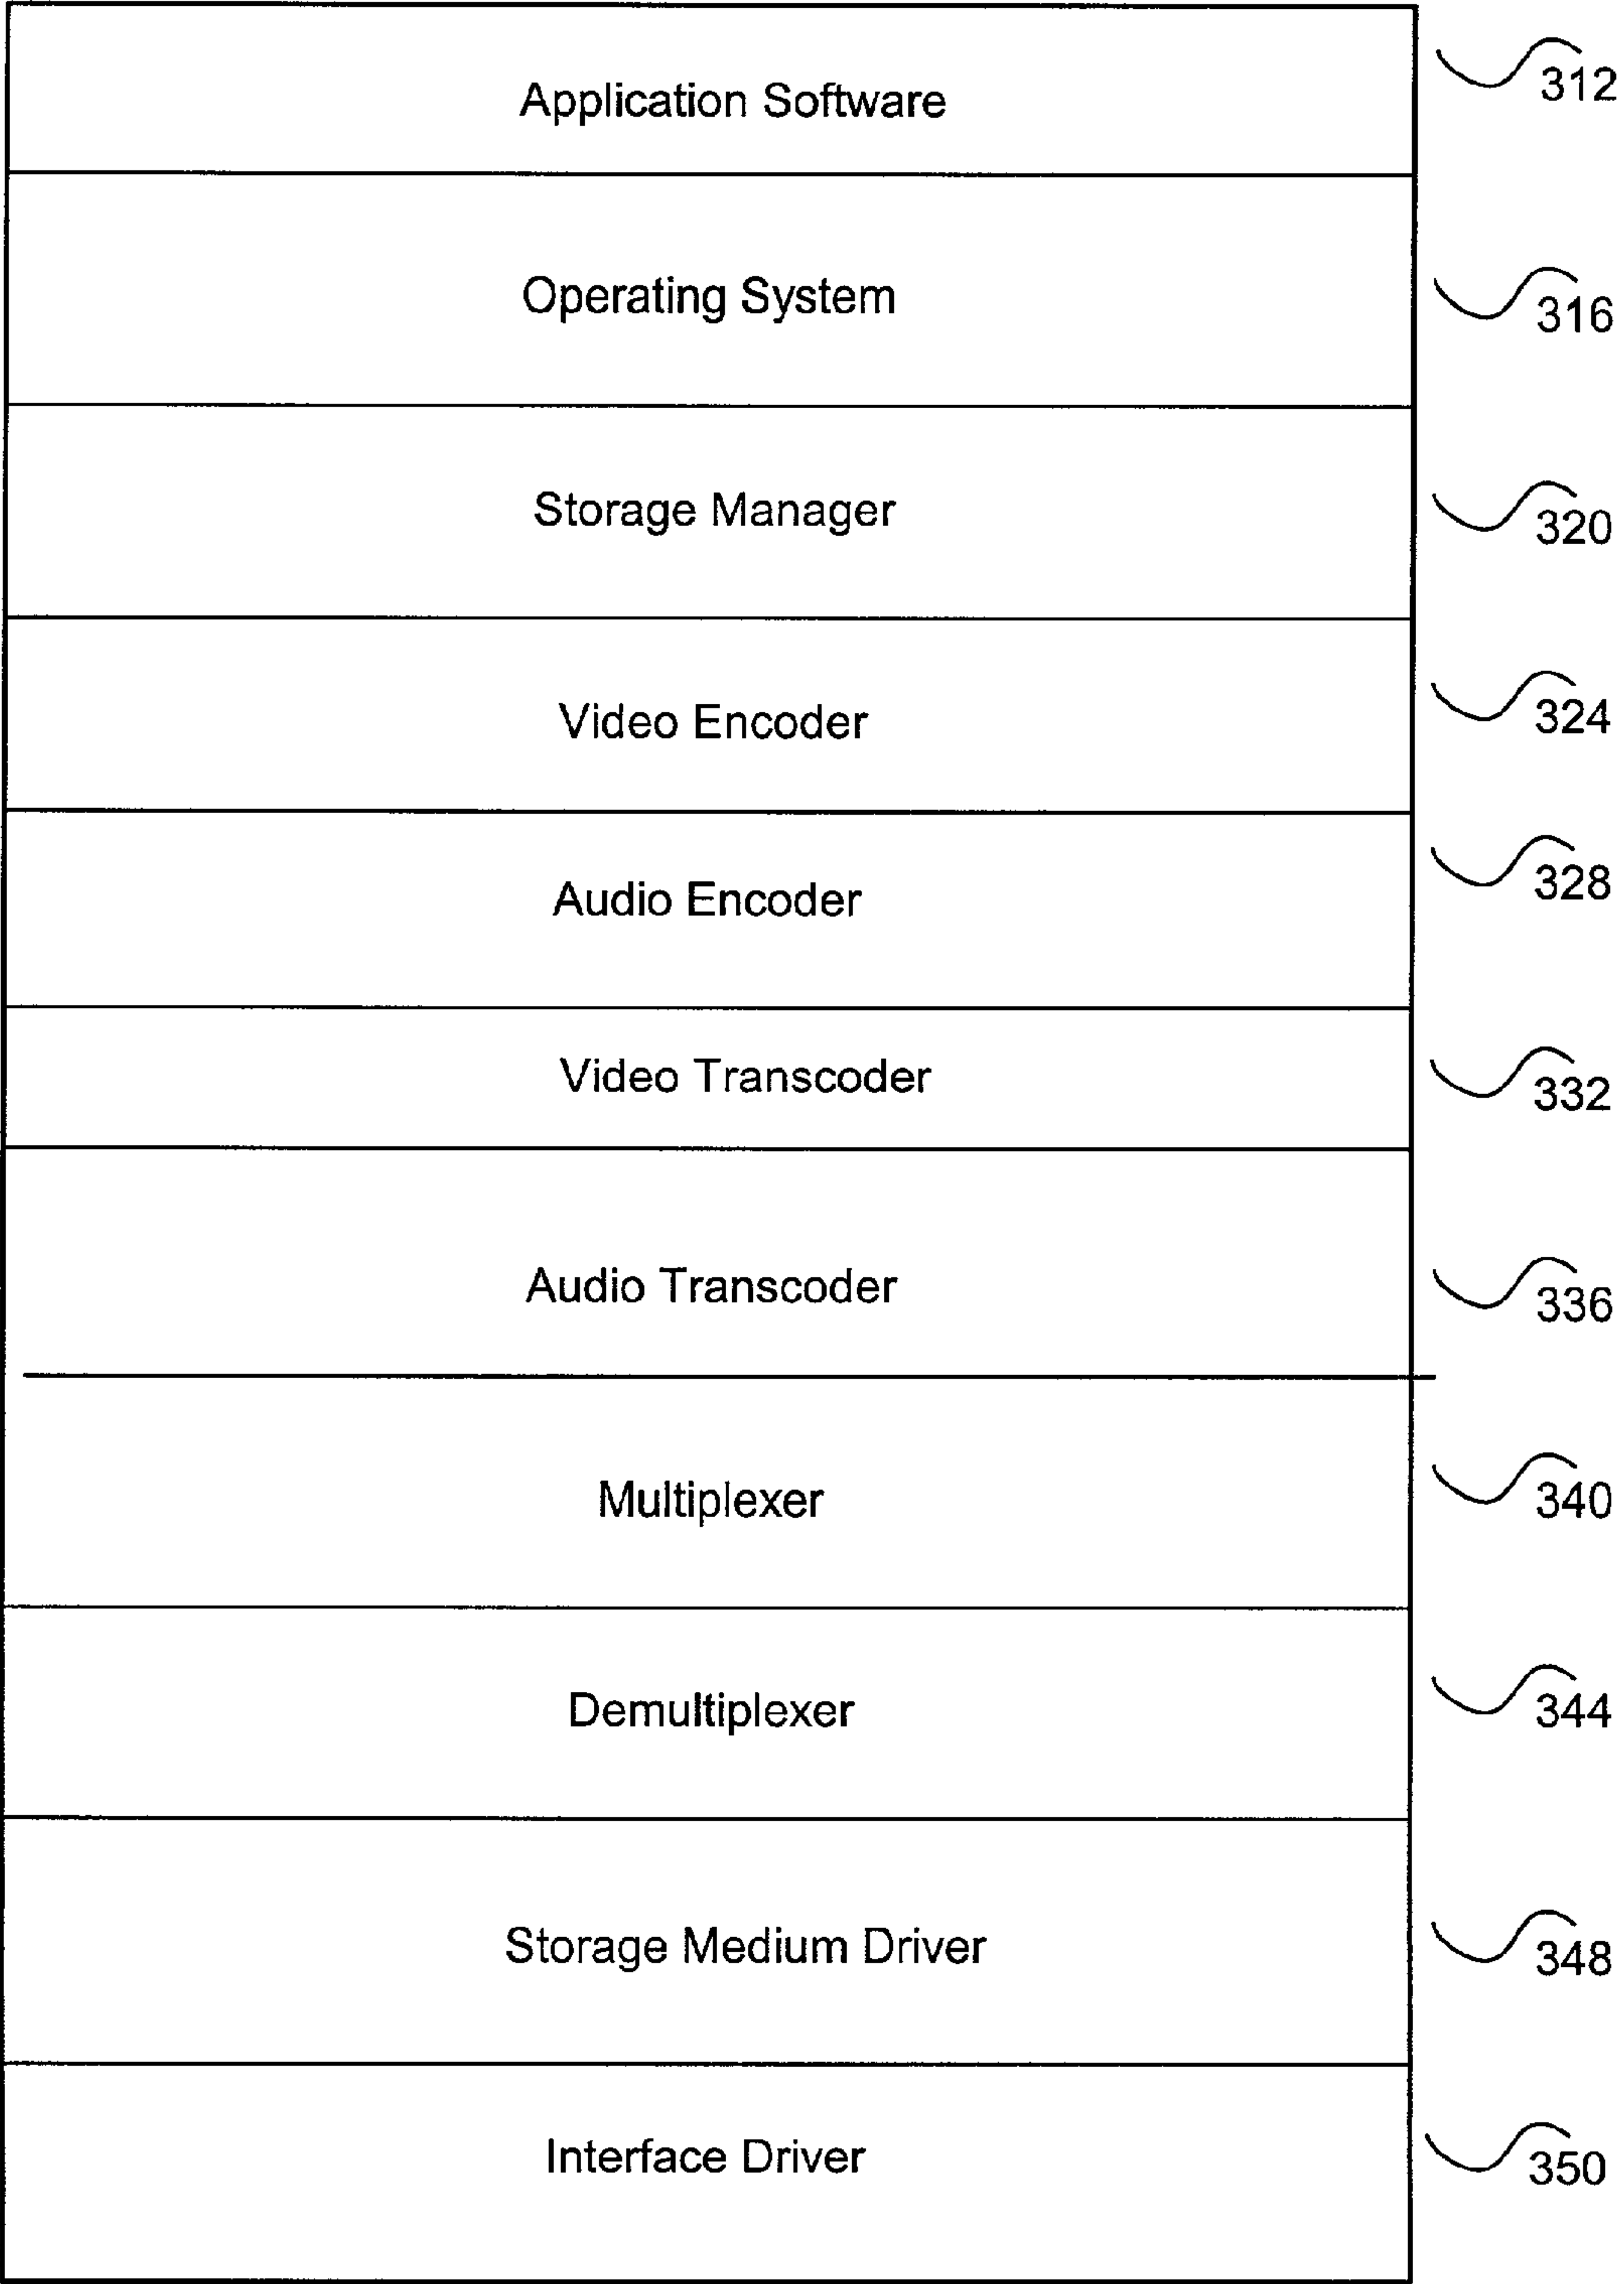 Application Software 312
Operating System 316
Storage Manager 320
Video Encoder 324
Audio Encoder 328
Video Transcoder 332
Audio Transcoder 336
Multiplexer 340
Demultiplexer 344
Storage Medium Driver 348
Interface Driver 350